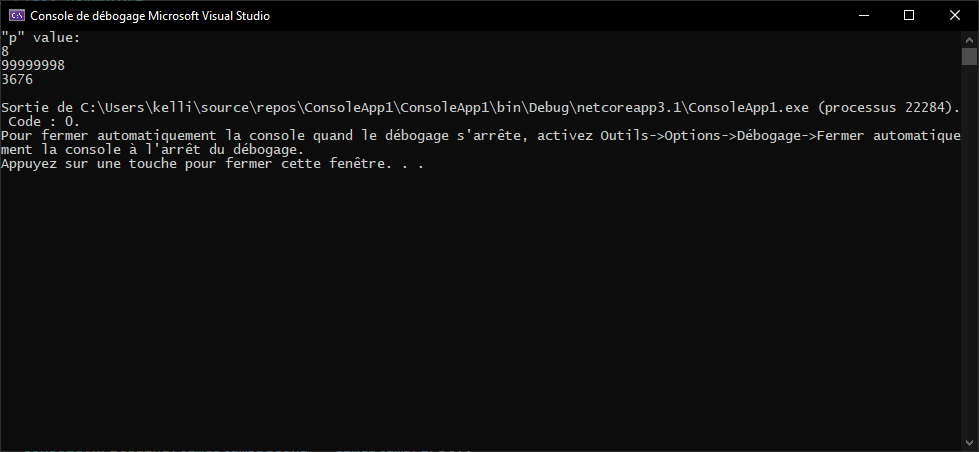 Console de débogage Microsoft Visual Studio
"p" value:
8
99999998
3676
Sortie de C:\Users\kelli\source\repos\ConsoleApp1\ConsoleApp1\bin\Debug\netcoreapp3.1\ConsoleApp1.exe (processus 22284).
Code : 0.
Pour fermer automatiquement la console quand le débogage s'arrête, activez Outils->Options->Débogage->Fermer automatique
ment la console à l'arrêt du débogage.
Appuyez sur une touche pour fermer cette fenêtre. . .